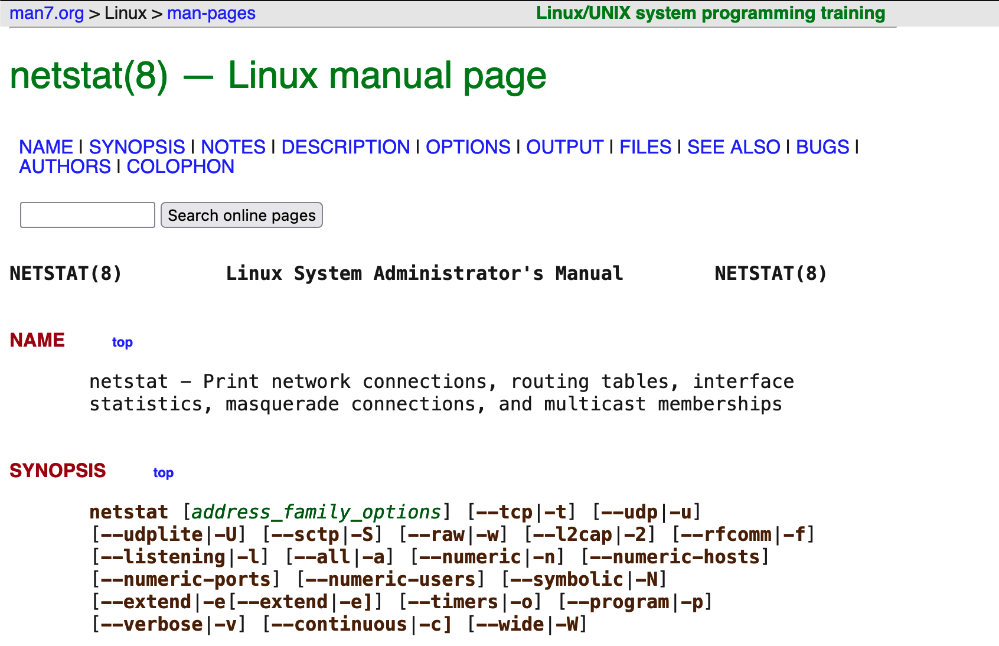 man7.org > Linux > man-pages Linux/UNIX system programming training
netstat(8) — Linux manual page
NAME | SYNOPSIS | NOTES | DESCRIPTION | OPTIONS | OUTPUT | FILES | SEE ALSO | BUGS |
AUTHORS | COLOPHON
Search online pages
NETSTAT(8) Linux System Administrator's Manual NETSTAT(8)
NAME top
netstat - Print network connections, routing tables, interface
statistics, masquerade connections, and multicast memberships
SYNOPSIS top
netstat [address_family_options] [--tcp|-t] [--udp|-u]
[--udplite|-U] [--sctp|-S] [--raw|-w] [--l2cap|-2] [--rfcomm|-f]
[--listening|-l] [--all|-a] [--numeric|-n] [--numeric-hosts]
[--numeric-ports] [--numeric-users] [--symbolic|-N]
[--extend|-e[--extend|-e]] [--timers|-o] [--program|-p]
[--verbose|-v] [--continuous|-c] [--wide|-W]